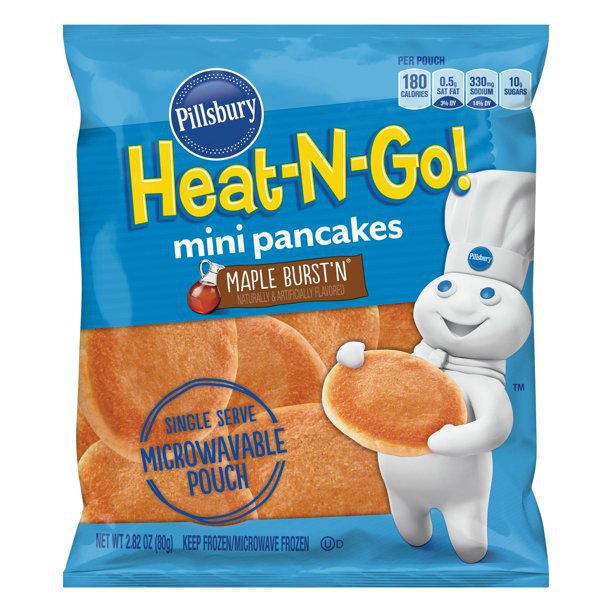 PER POUCH
180 CALORIES
0.5g SAT FAT 3% DV
330mg SODIUM 14% DV
10g SUGARS
Pillsbury
Heat-N-Go!
mini pancakes
MAPLE BURST'N®
NATURALLY & ARTIFICIALLY FLAVORED
Pillsbury
TM
SINGLE SERVE
MICROWAVABLE
POUCH
NET WT 2.82 OZ (80g) KEEP FROZEN/MICROWAVE FROZEN U D